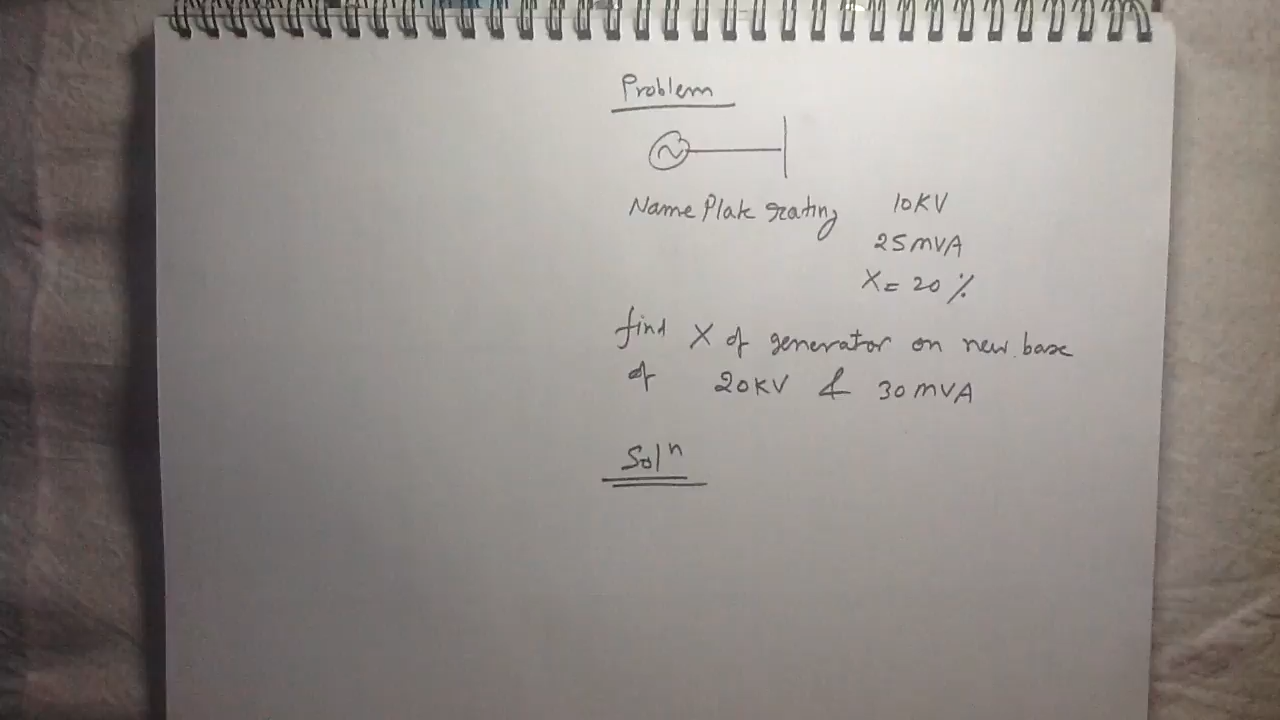 Problem
Name Plate rating 10KV
25MVA
X = 20 %
find X of generator on new base
of 20KV & 30MVA
Solⁿ